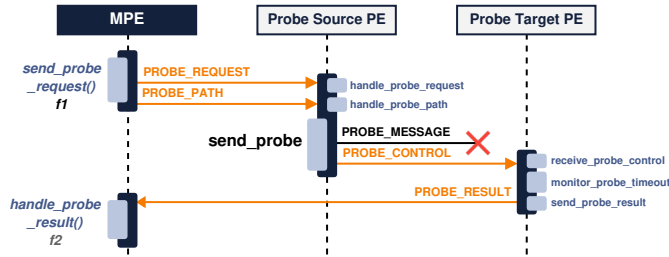 MPE
Probe Source PE
Probe Target PE
send_probe
_request()
f1
PROBE_REQUEST
PROBE_PATH
handle_probe_request
handle_probe_path
send_probe
PROBE_MESSAGE
PROBE_CONTROL
receive_probe_control
monitor_probe_timeout
send_probe_result
PROBE_RESULT
handle_probe
_result()
f2